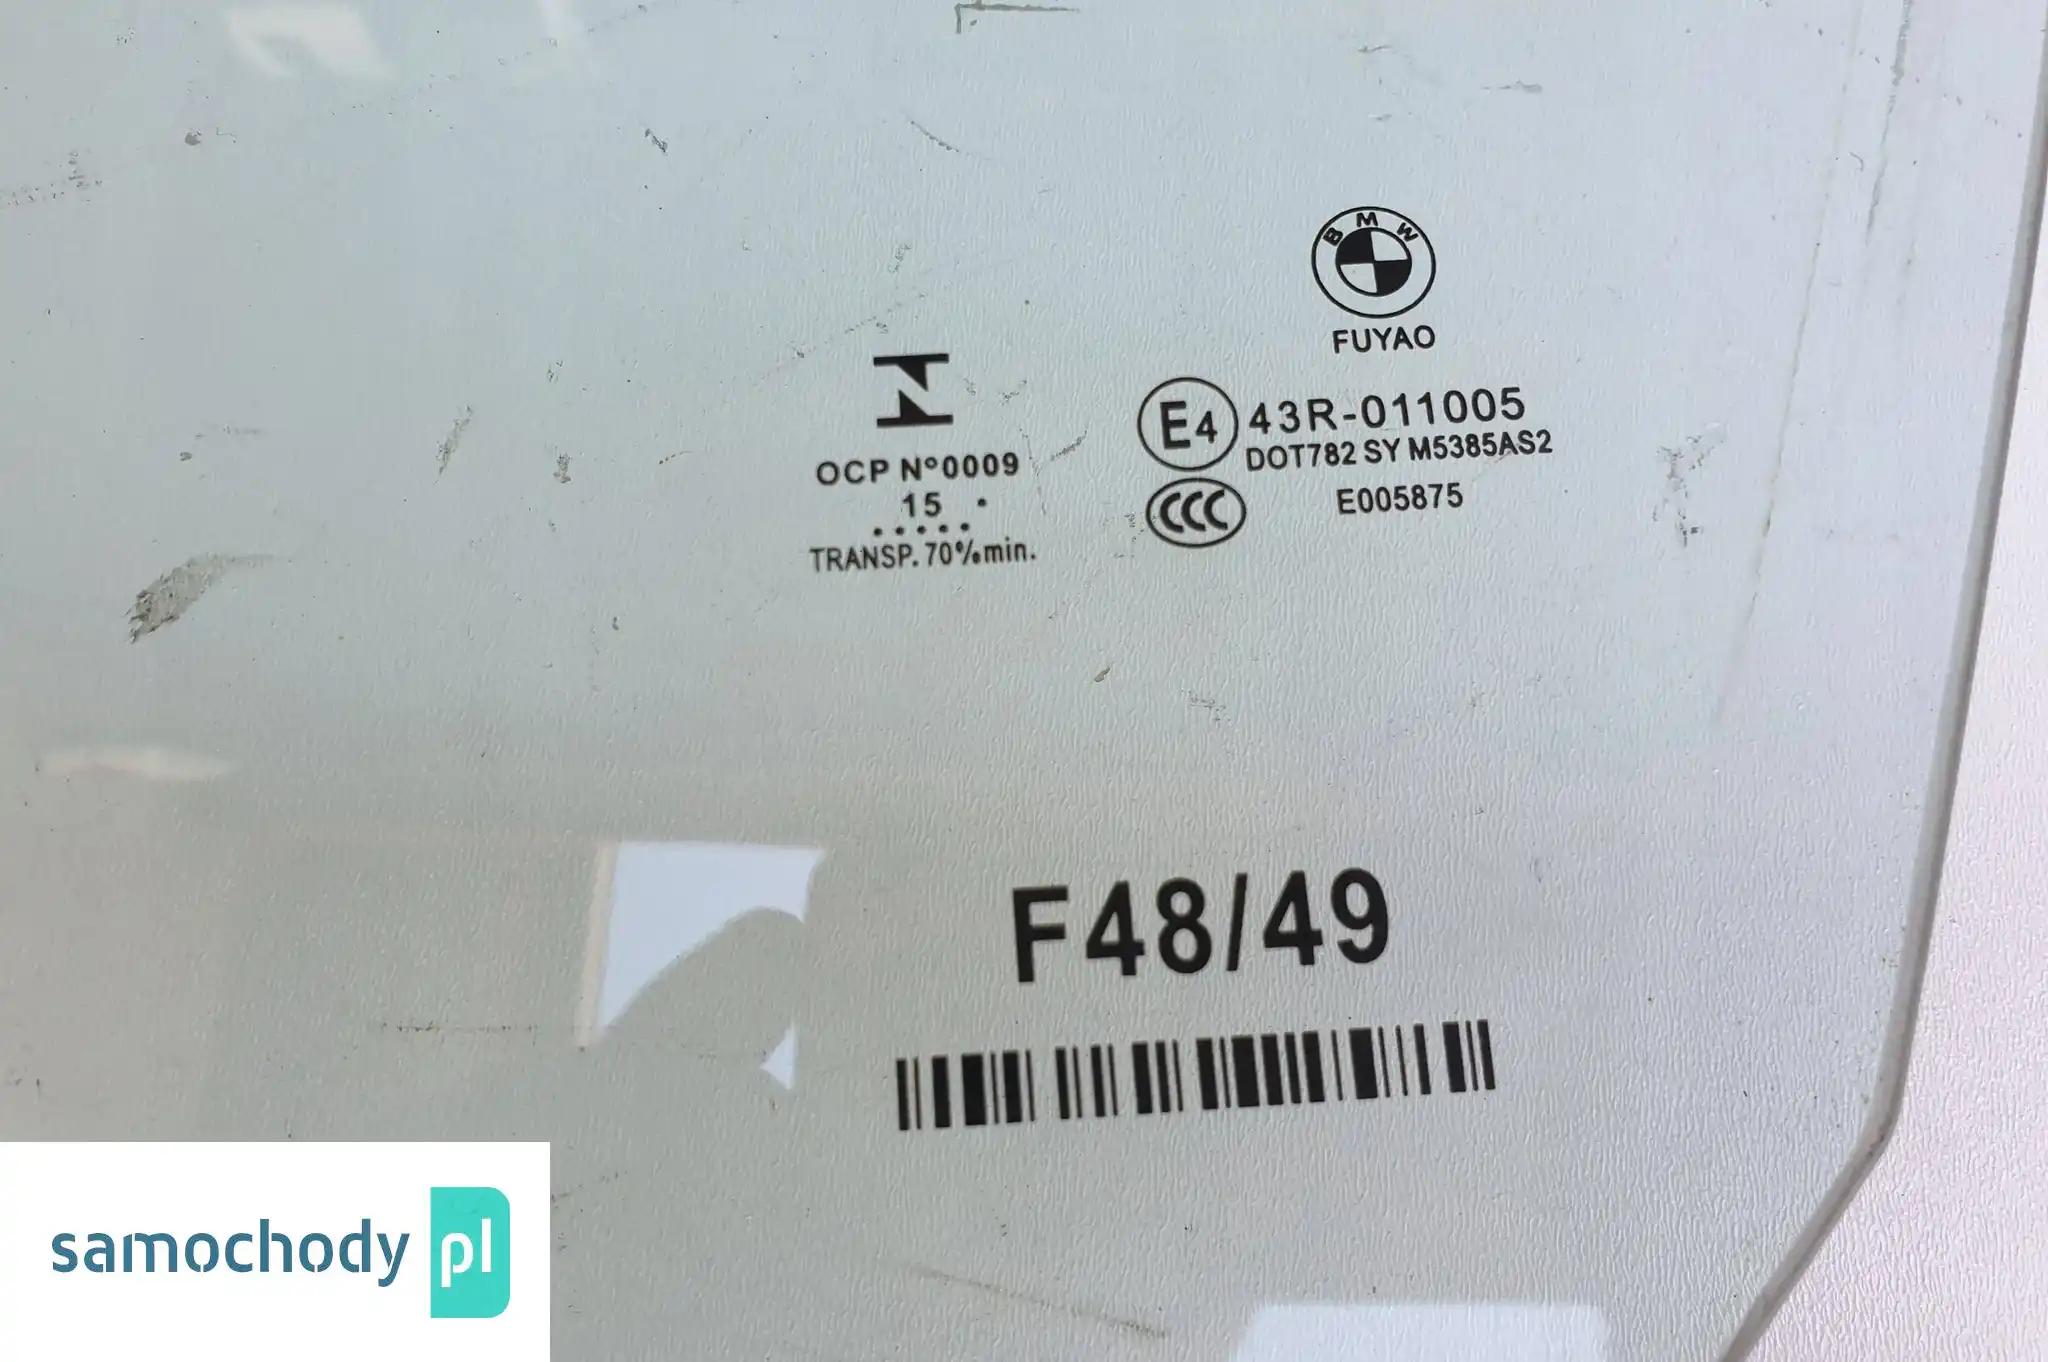 BMW
FUYAO
OCP Nº0009
15
TRANSP. 70% min.
E4 43R-011005
DOT782 SY M5385AS2
CCC E005875
F48/49
samochody pl